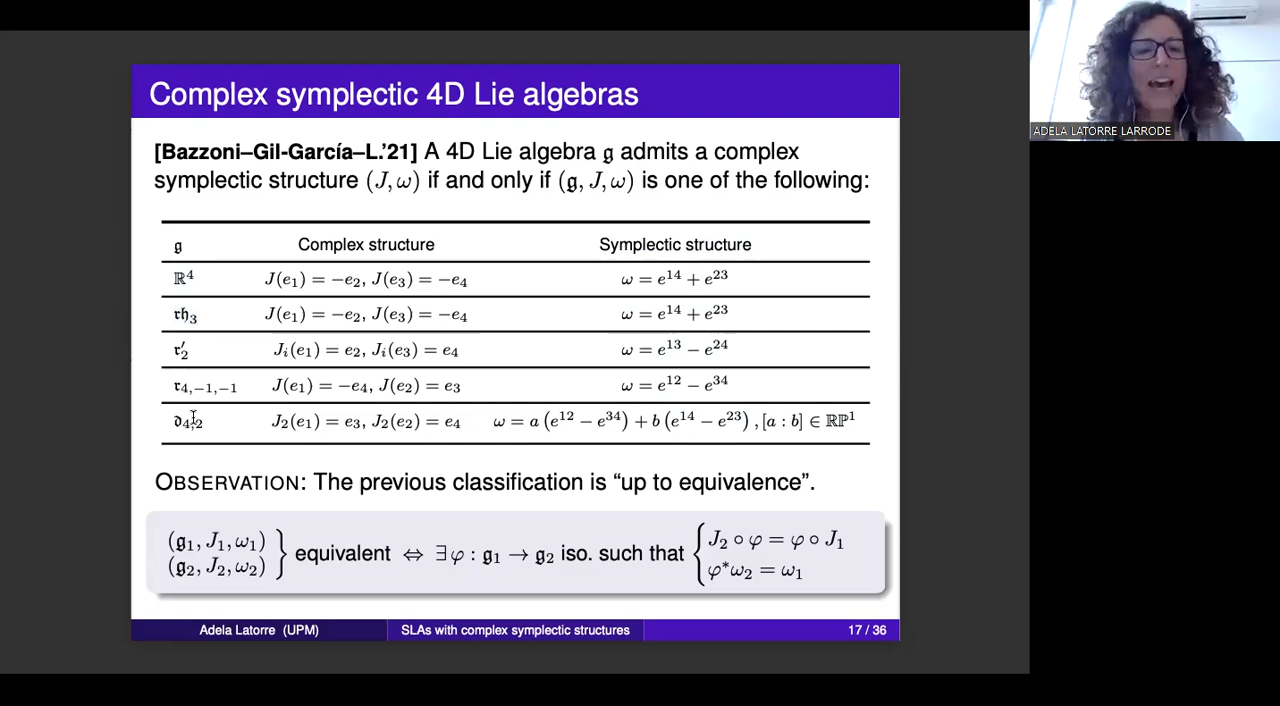 Complex symplectic 4D Lie algebras
[Bazzoni–Gil-García–L.'21] A 4D Lie algebra 𝔤 admits a complex
symplectic structure (J, ω) if and only if (𝔤, J, ω) is one of the following:
𝔤 Complex structure Symplectic structure
ℝ⁴ J(e₁) = −e₂, J(e₃) = −e₄ ω = e¹⁴ + e²³
𝔯𝔥₃ J(e₁) = −e₂, J(e₃) = −e₄ ω = e¹⁴ + e²³
𝔯′₂ Jᵢ(e₁) = e₂, Jᵢ(e₃) = e₄ ω = e¹³ − e²⁴
𝔯₄,₋₁,₋₁ J(e₁) = −e₄, J(e₂) = e₃ ω = e¹² − e³⁴
𝔡₄,₂ J₂(e₁) = e₃, J₂(e₂) = e₄ ω = a (e¹² − e³⁴) + b (e¹⁴ − e²³), [a : b] ∈ ℝℙ¹
OBSERVATION: The previous classification is “up to equivalence”.
(𝔤₁, J₁, ω₁)
(𝔤₂, J₂, ω₂)
} equivalent ⇔ ∃ φ : 𝔤₁ → 𝔤₂ iso. such that {
J₂ ∘ φ = φ ∘ J₁
φ*ω₂ = ω₁
Adela Latorre (UPM) SLAs with complex symplectic structures 17 / 36
ADELA LATORRE LARRODE